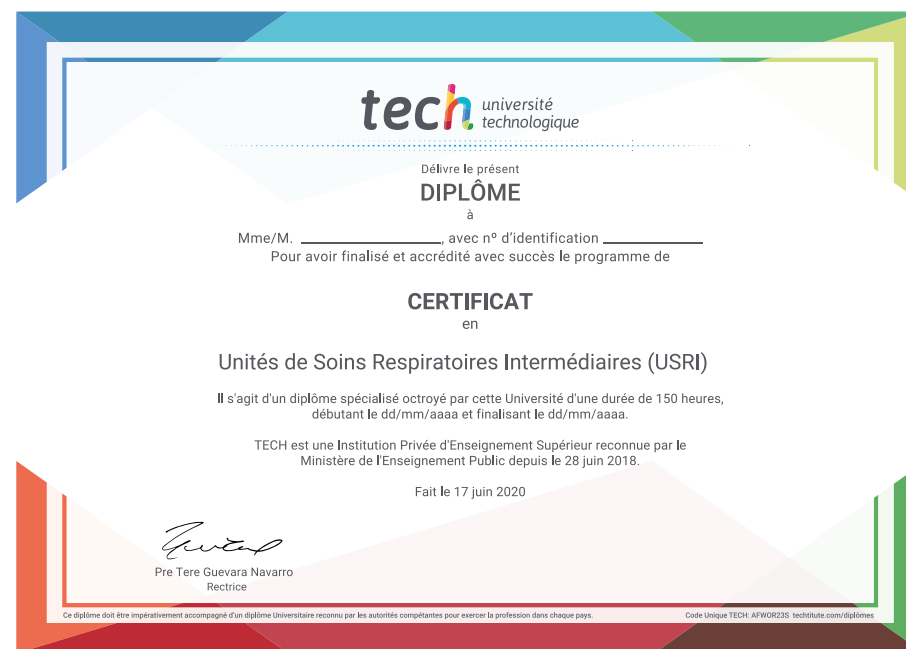 tech université
technologique
Délivre le présent
DIPLÔME
à
Mme/M. ____________________, avec nº d'identification ______________
Pour avoir finalisé et accrédité avec succès le programme de
CERTIFICAT
en
Unités de Soins Respiratoires Intermédiaires (USRI)
Il s'agit d'un diplôme spécialisé octroyé par cette Université d'une durée de 150 heures,
débutant le dd/mm/aaaa et finalisant le dd/mm/aaaa.
TECH est une Institution Privée d'Enseignement Supérieur reconnue par le
Ministère de l'Enseignement Public depuis le 28 juin 2018.
Fait le 17 juin 2020
Pre Tere Guevara Navarro
Rectrice
Ce diplôme doit être impérativement accompagné d'un diplôme Universitaire reconnu par les autorités compétantes pour exercer la profession dans chaque pays. Code Unique TECH: AFWOR23S techtitute.com/diplômes